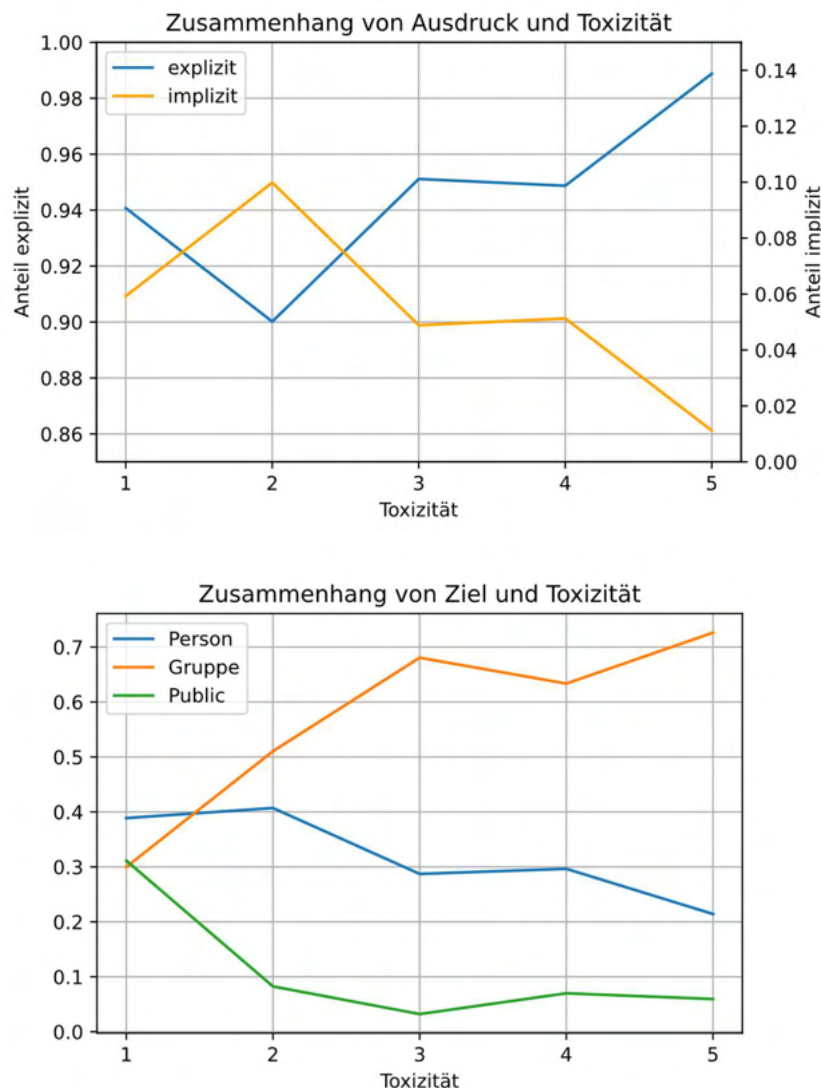 Zusammenhang von Ausdruck und Toxizität
explizit
implizit
1.00
0.98
0.96
0.94
0.92
0.90
0.88
0.86
Anteil explizit
0.14
0.12
0.10
0.08
0.06
0.04
0.02
0.00
Anteil implizit
1 2 3 4 5
Toxizität
Zusammenhang von Ziel und Toxizität
Person
Gruppe
Public
0.7
0.6
0.5
0.4
0.3
0.2
0.1
0.0
1 2 3 4 5
Toxizität